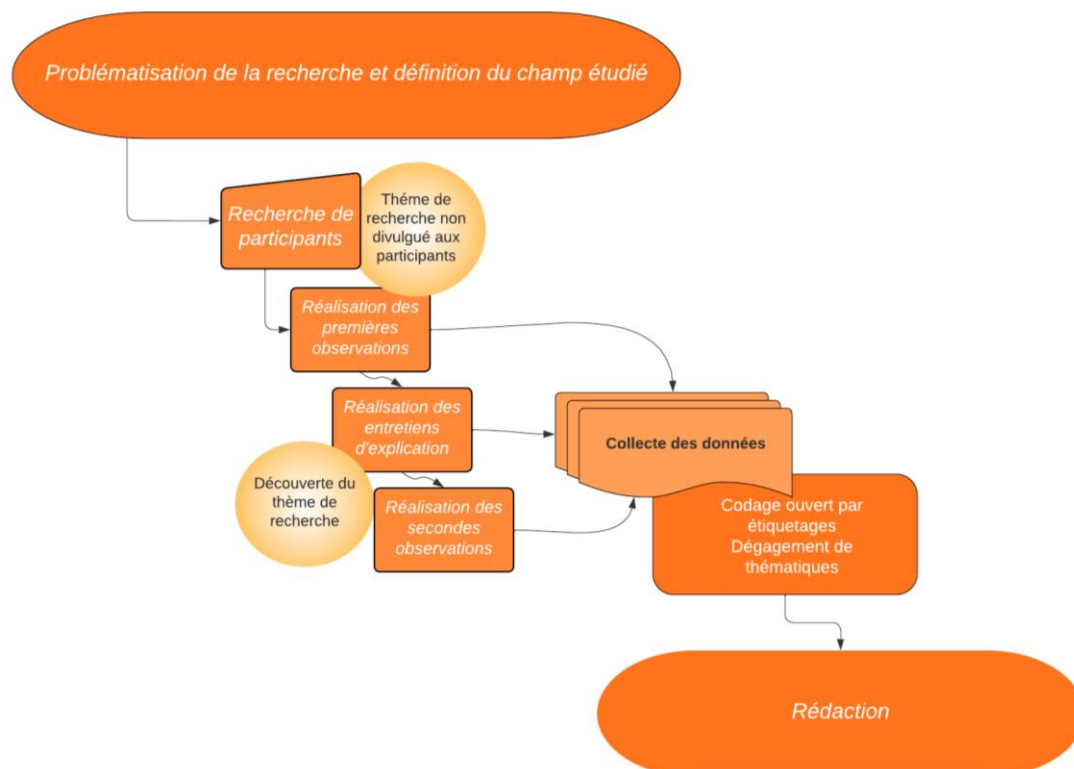 Problématisation de la recherche et définition du champ étudié
Recherche de
participants
Théme de
recherche non
divulgué aux
participants
Réalisation des
premières
observations
Réalisation des
entretiens
d'explication
Découverte du
thème de
recherche
Réalisation des
secondes
observations
Collecte des données
Codage ouvert par
étiquetages
Dégagement de
thématiques
Rédaction